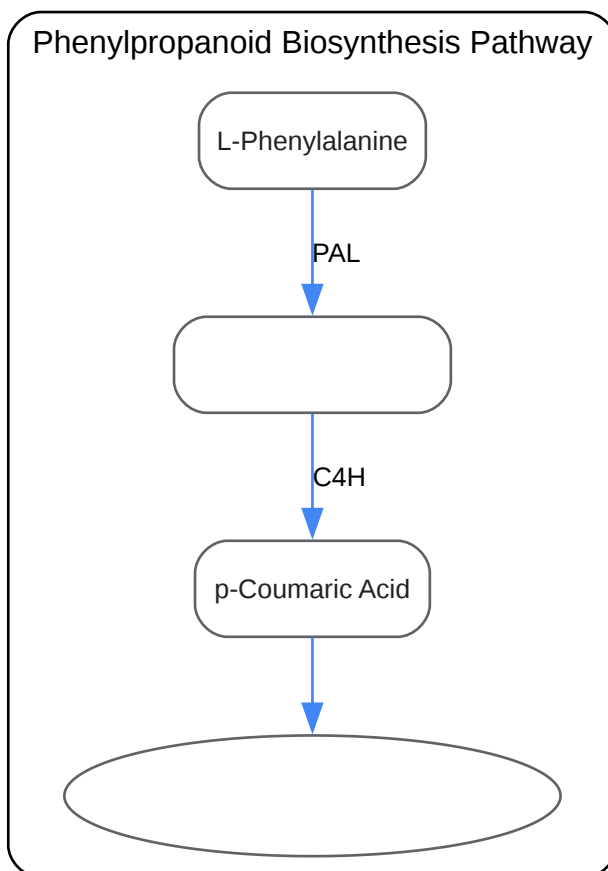 Phenylpropanoid Biosynthesis Pathway
L-Phenylalanine
PAL
C4H
p-Coumaric Acid